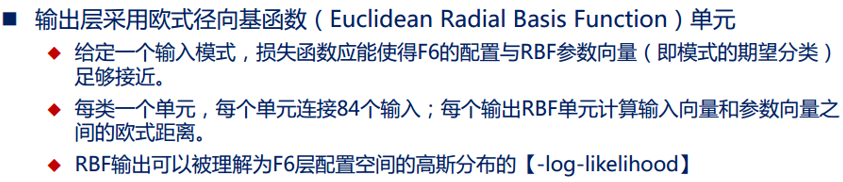 ■ 输出层采用欧式径向基函数（Euclidean Radial Basis Function）单元
◆ 给定一个输入模式，损失函数应能使得F6的配置与RBF参数向量（即模式的期望分类）
足够接近。
◆ 每类一个单元，每个单元连接84个输入；每个输出RBF单元计算输入向量和参数向量之
间的欧式距离。
◆ RBF输出可以被理解为F6层配置空间的高斯分布的【-log-likelihood】